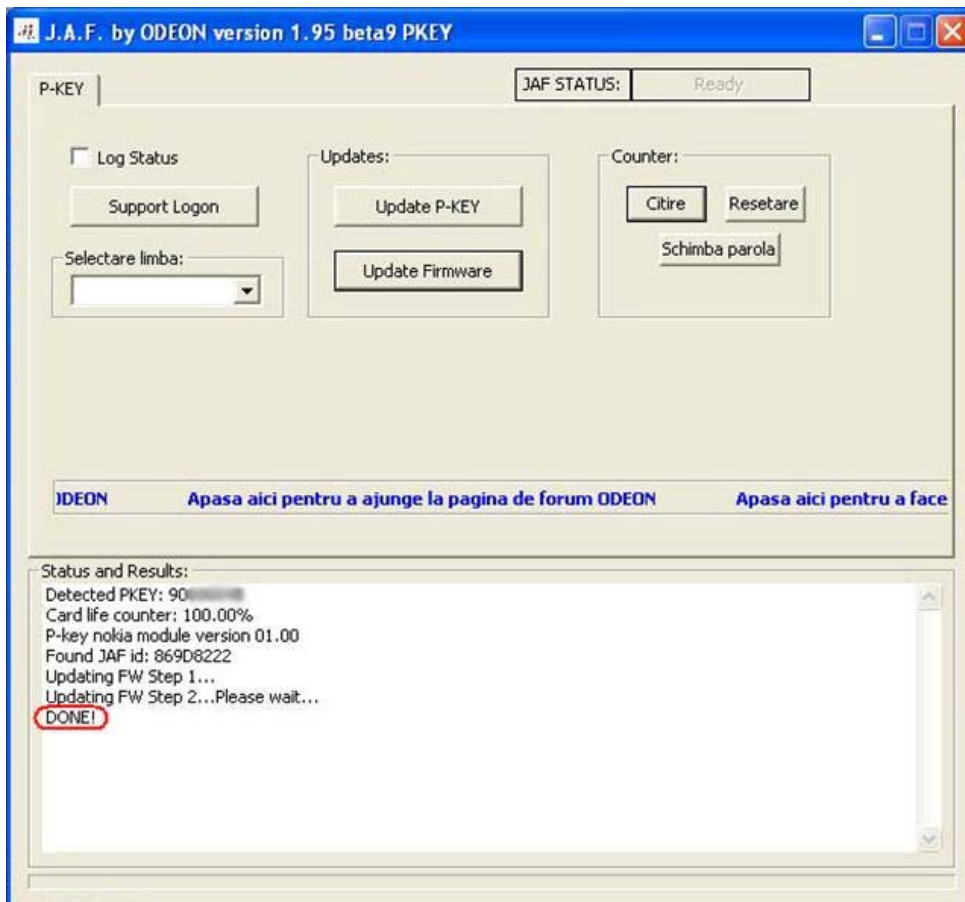 J.A.F. by ODEON version 1.95 beta9 PKEY
P-KEY
JAF STATUS:
Ready
Log Status
Support Logon
Selectare limba:
Updates:
Update P-KEY
Update Firmware
Counter:
Citire
Resetare
Schimba parola
ODEON Apasa aici pentru a ajunge la pagina de forum ODEON Apasa aici pentru a face
Status and Results:
Detected PKEY: 90
Card life counter: 100.00%
P-key nokia module version 01.00
Found JAF id: 869D8222
Updating FW Step 1...
Updating FW Step 2...Please wait...
DONE!